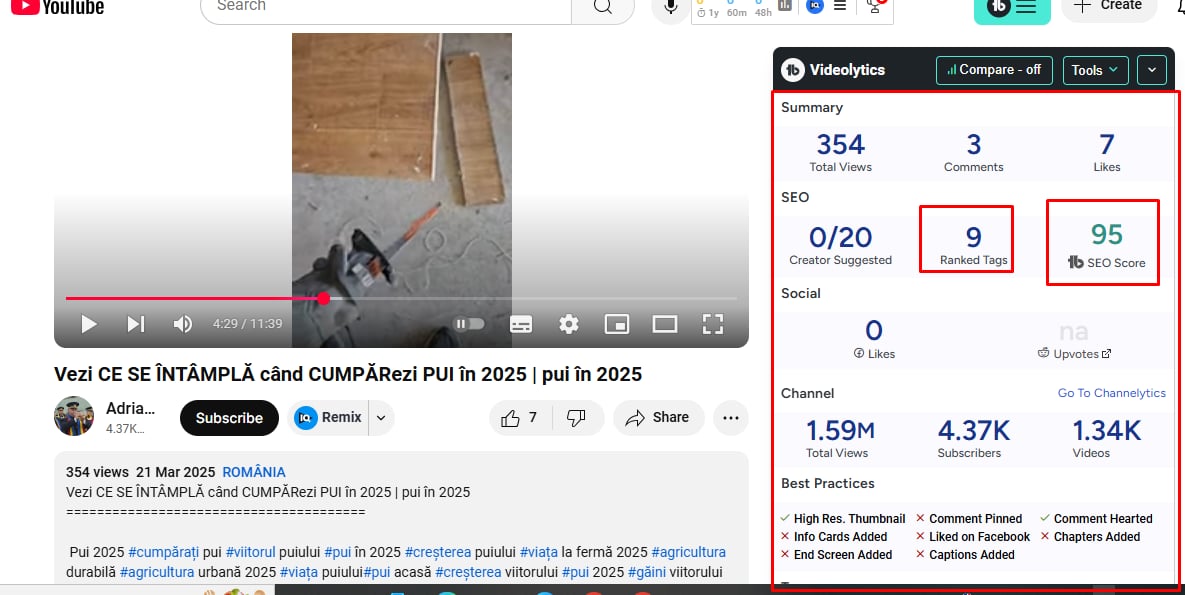 YouTube
Search
1y 60m 48h
Create
Videolytics
Compare - off
Tools
Summary
354 3 7
Total Views Comments Likes
SEO
0/20 9 95
Creator Suggested Ranked Tags SEO Score
Social
0 na
Likes Upvotes
Channel Go To Channelytics
1.59M 4.37K 1.34K
Total Views Subscribers Videos
Best Practices
High Res. Thumbnail Comment Pinned Comment Hearted
Info Cards Added Liked on Facebook Chapters Added
End Screen Added Captions Added
4:29 / 11:39
Vezi CE SE ÎNTÂMPLĂ când CUMPĂRezi PUI în 2025 | pui în 2025
Adria...
4.37K...
Subscribe
Remix
7
Share
354 views 21 Mar 2025 ROMÂNIA
Vezi CE SE ÎNTÂMPLĂ când CUMPĂRezi PUI în 2025 | pui în 2025
=======================================
Pui 2025 #cumpărați pui #viitorul puiului #pui în 2025 #creșterea puiului #viața la fermă 2025 #agricultura
durabilă #agricultura urbană 2025 #viața puiului#pui acasă #creșterea viitorului #pui 2025 #găini viitorului